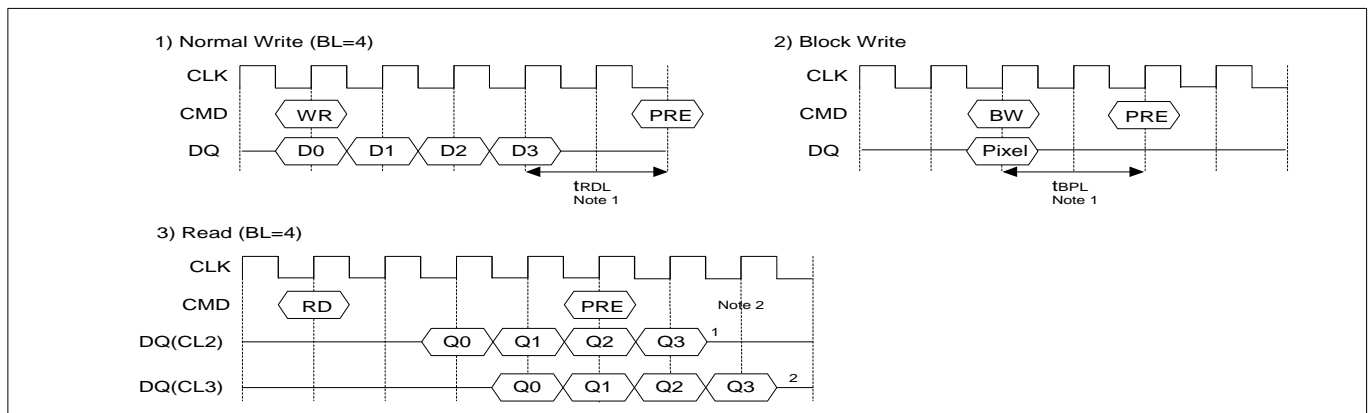 1) Normal Write (BL=4)
CLK
CMD WR PRE
DQ D0 D1 D2 D3
tRDL
Note 1
2) Block Write
CLK
CMD BW PRE
DQ Pixel
tBPL
Note 1
3) Read (BL=4)
CLK
CMD RD PRE Note 2
DQ(CL2) Q0 Q1 Q2 Q3 1
DQ(CL3) Q0 Q1 Q2 Q3 2